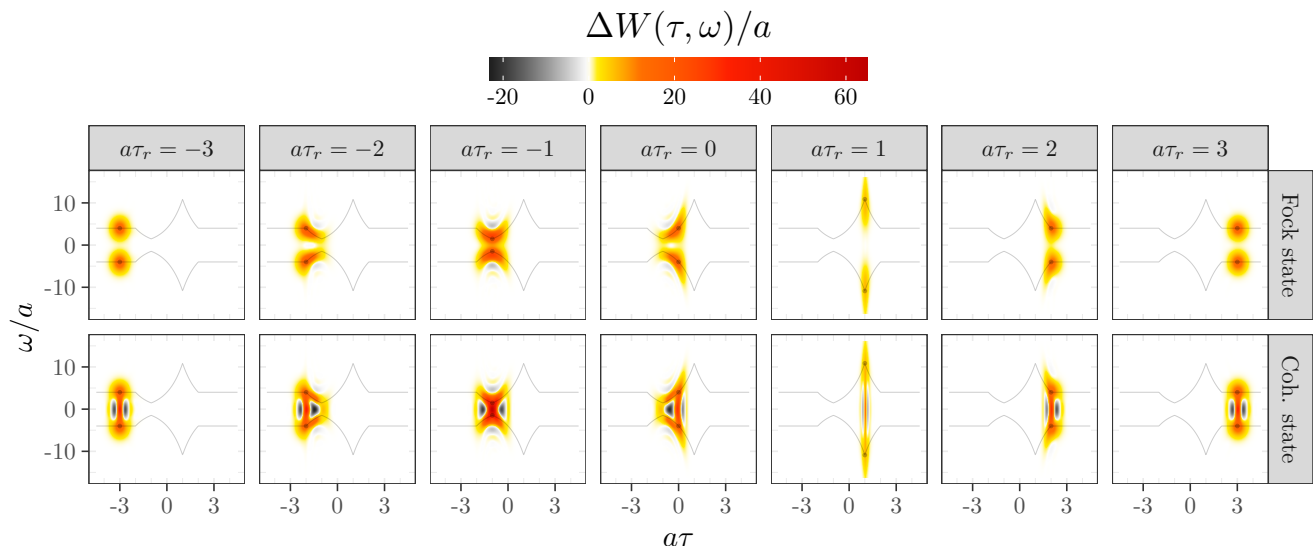 ΔW(τ, ω)/a
-20 0 20 40 60
aτ_r = −3 aτ_r = −2 aτ_r = −1 aτ_r = 0 aτ_r = 1 aτ_r = 2 aτ_r = 3
10
0
-10
Fock state
ω/a
10
0
-10
Coh. state
-3 0 3 -3 0 3 -3 0 3 -3 0 3 -3 0 3 -3 0 3 -3 0 3
aτ